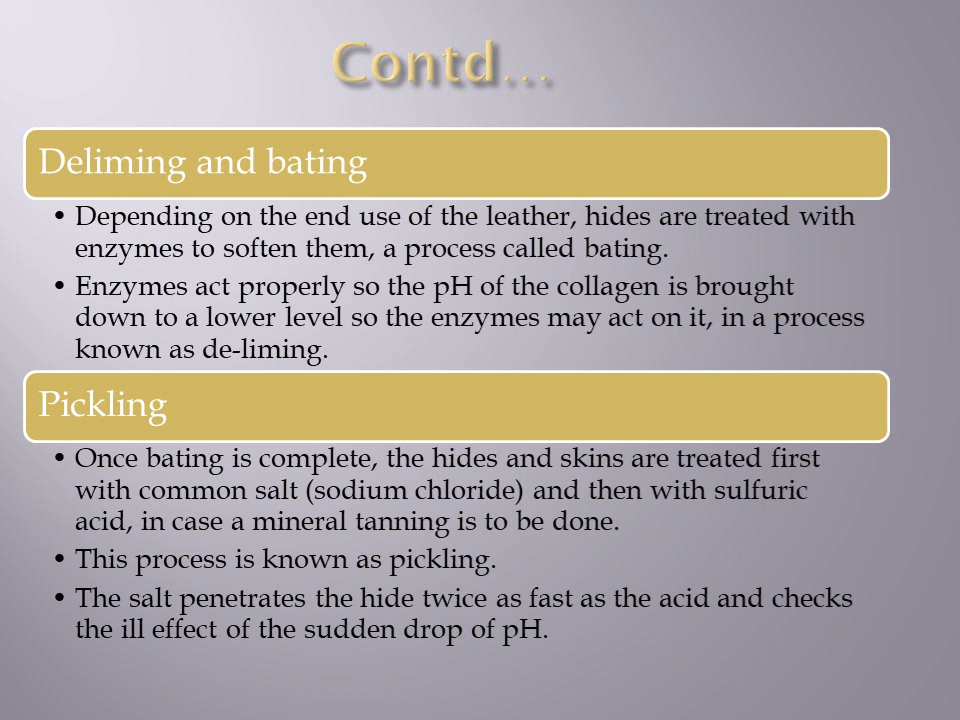 Contd…
Deliming and bating
• Depending on the end use of the leather, hides are treated with
enzymes to soften them, a process called bating.
• Enzymes act properly so the pH of the collagen is brought
down to a lower level so the enzymes may act on it, in a process
known as de-liming.
Pickling
• Once bating is complete, the hides and skins are treated first
with common salt (sodium chloride) and then with sulfuric
acid, in case a mineral tanning is to be done.
• This process is known as pickling.
• The salt penetrates the hide twice as fast as the acid and checks
the ill effect of the sudden drop of pH.